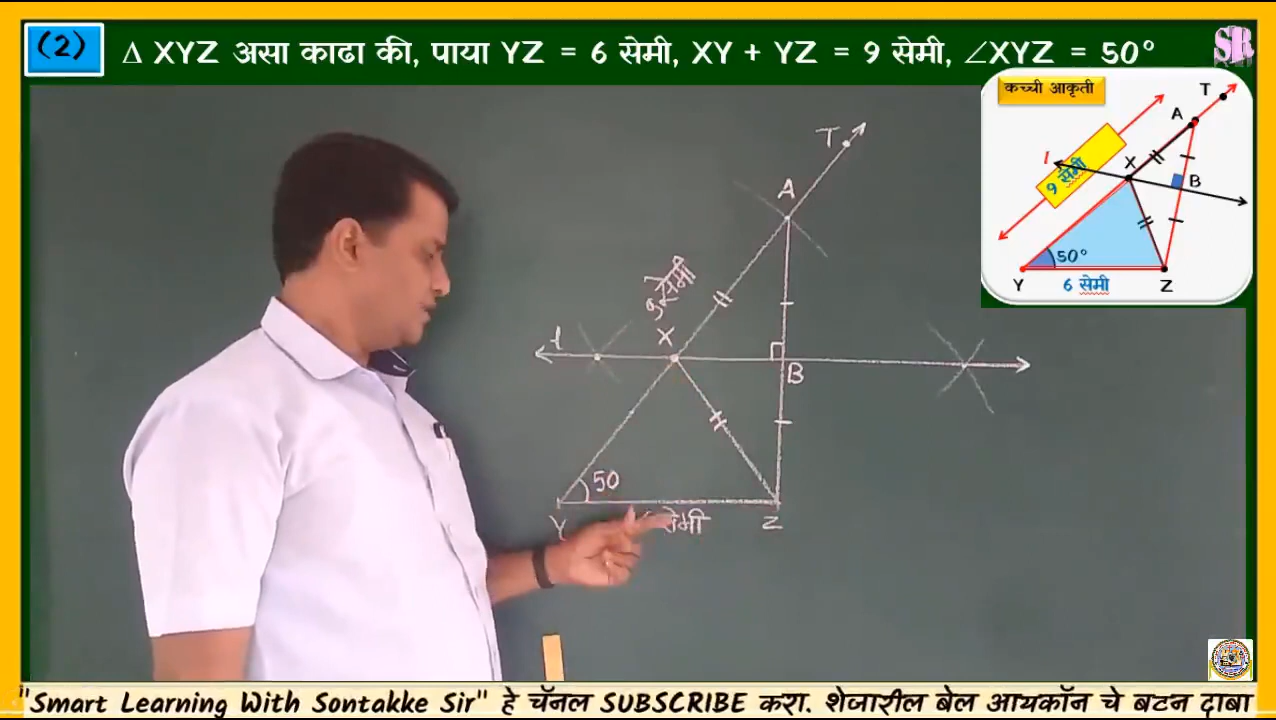 (2)
Δ XYZ असा काढा की, पाया YZ = 6 सेमी, XY + YZ = 9 सेमी, ∠XYZ = 50°
SR
कच्ची आकृती
T
A
9 सेमी
l
X
B
50°
Y
6 सेमी
Z
T
A
सेमी
l
X
B
50
Y
सेमी
Z
"Smart Learning With Sontakke Sir" हे चॅनल SUBSCRIBE करा. शेजारील बेल आयकॉन चे बटन दाबा